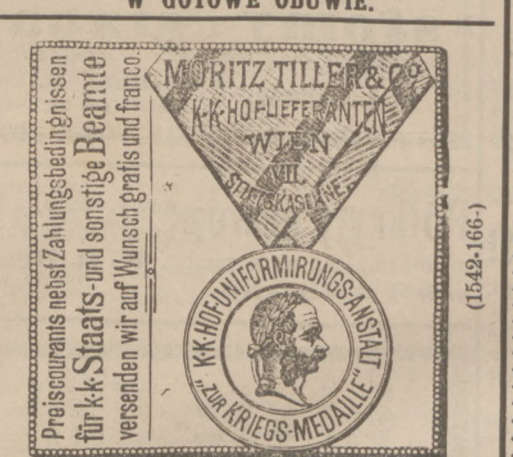 W GOTOWE OBUWIE.
Preiscourants nebst Zahlungsbedingnissen
für k-k-Staats-und sonstige Beamte
versenden wir auf Wunsch gratis und franco.
MORITZ TILLER & Co
K-K-HOF-LIEFERANTEN
WIEN
VII.
STIFTSKASERNE.
K-K-HOF-UNIFORMIRUNGS-ANSTALT
„ZUR KRIEGS-MEDAILLE“
(1542-166-)